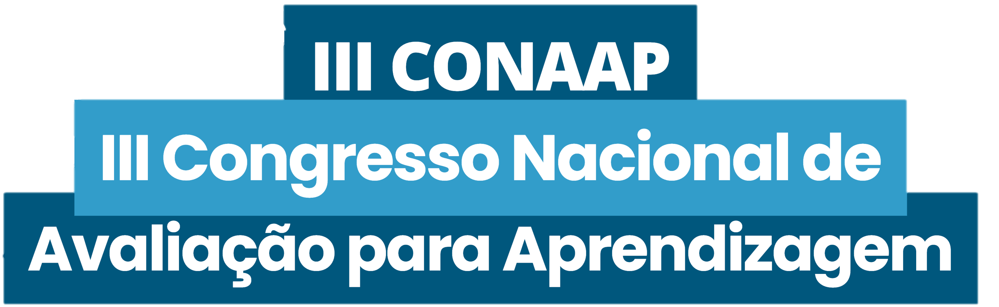 III CONAAP
III Congresso Nacional de
Avaliação para Aprendizagem